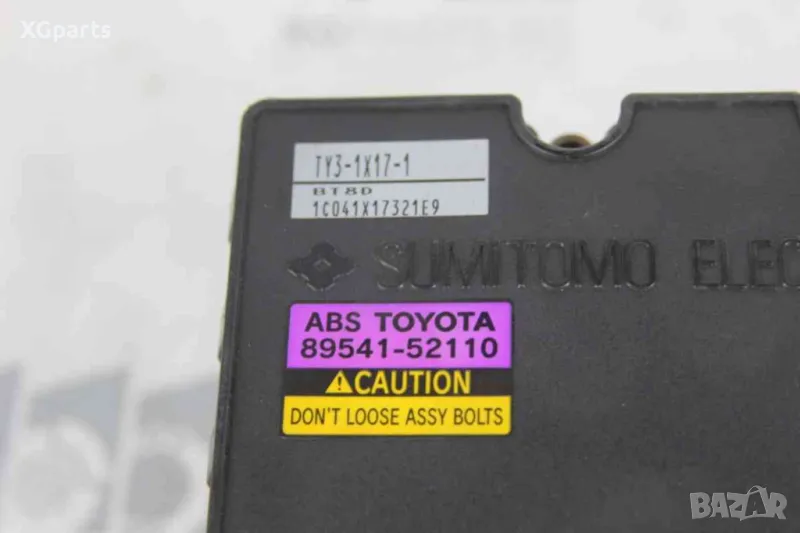 XGparts
TY3-1X17-1
BT8D
1C041X17321E9
SUMITOMO ELEC
ABS TOYOTA
89541-52110
CAUTION
DON'T LOOSE ASSY BOLTS
BAZAR